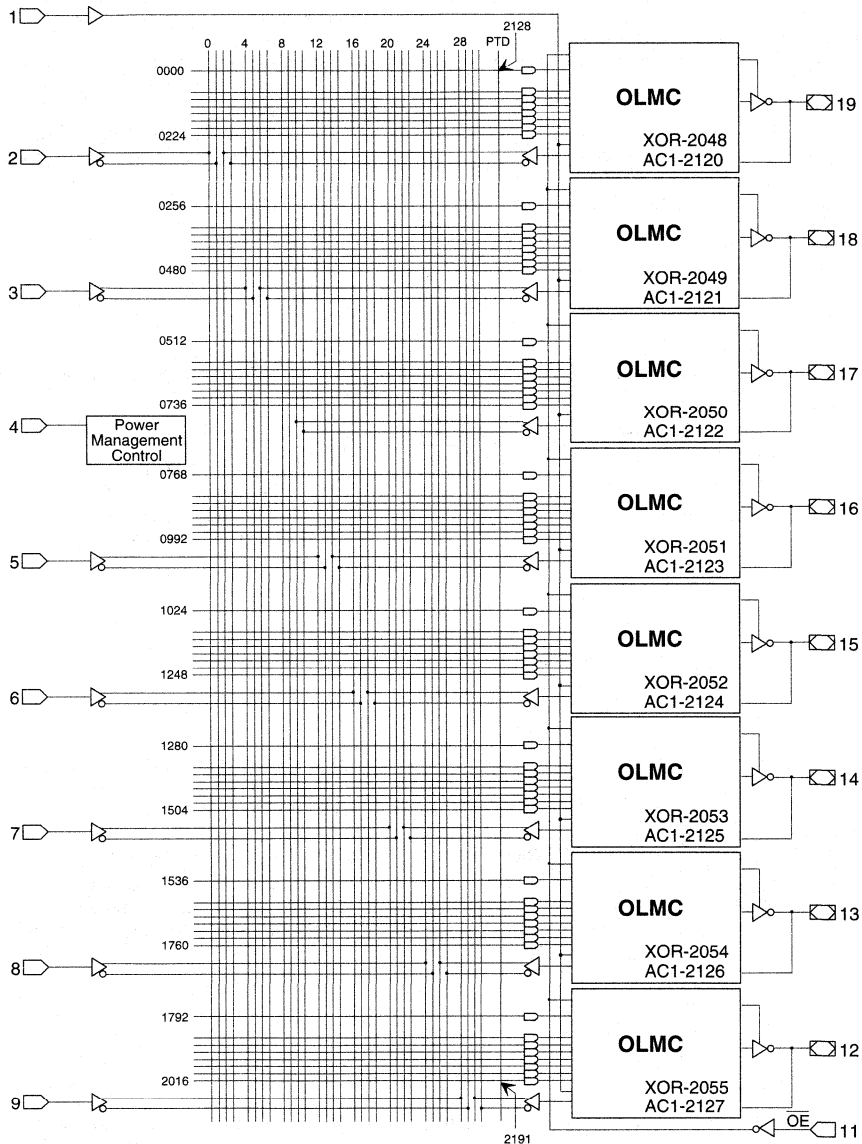 1
2128
0 4 8 12 16 20 24 28 PTD
0000
OLMC
19
0224
XOR-2048
2
AC1-2120
0256
OLMC
18
0480
XOR-2049
3
AC1-2121
0512
OLMC
17
0736
XOR-2050
4
Power
Management
Control
AC1-2122
0768
OLMC
16
0992
XOR-2051
5
AC1-2123
1024
OLMC
15
1248
XOR-2052
6
AC1-2124
1280
OLMC
14
1504
XOR-2053
7
AC1-2125
1536
OLMC
13
1760
XOR-2054
8
AC1-2126
1792
OLMC
12
2016
XOR-2055
9
AC1-2127
OE
11
2191